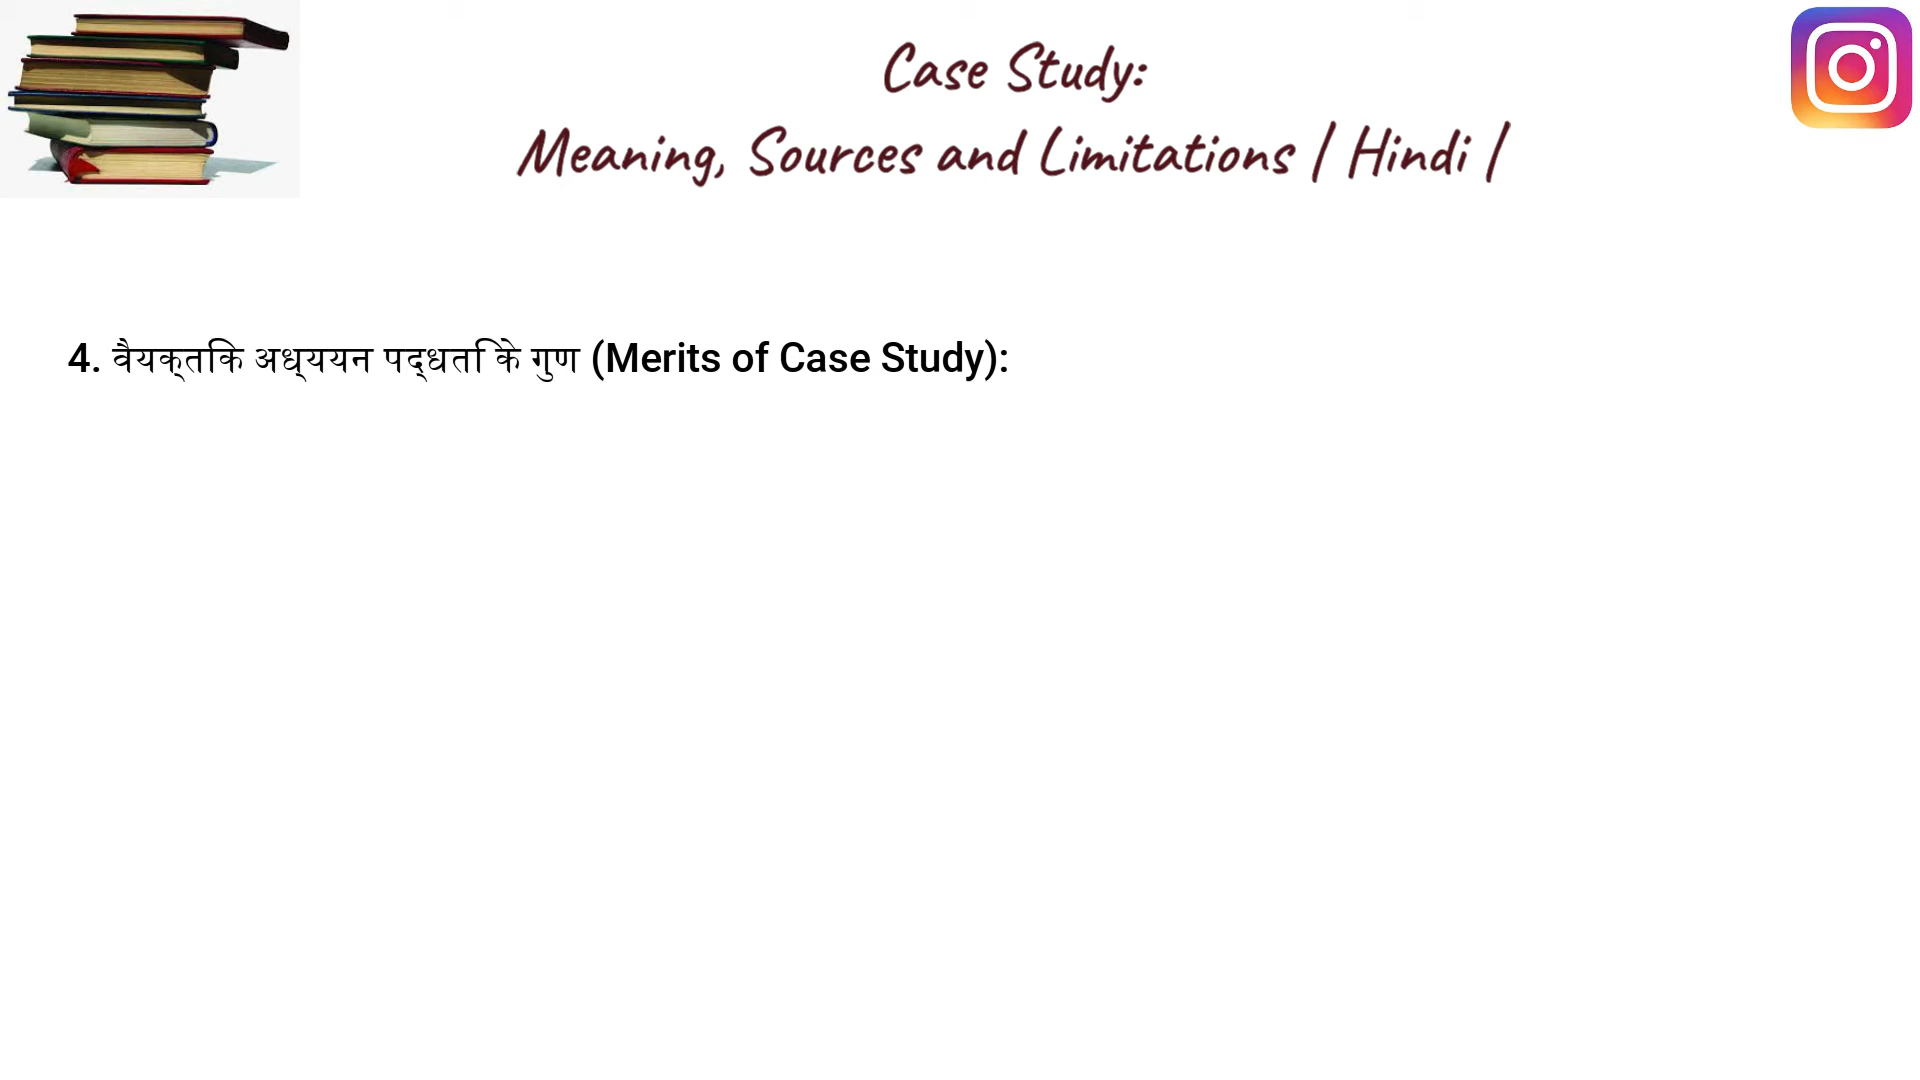 Case Study:
Meaning, Sources and Limitations | Hindi |
4. वैयक्तिक अध्ययन पद्धति के गुण (Merits of Case Study):